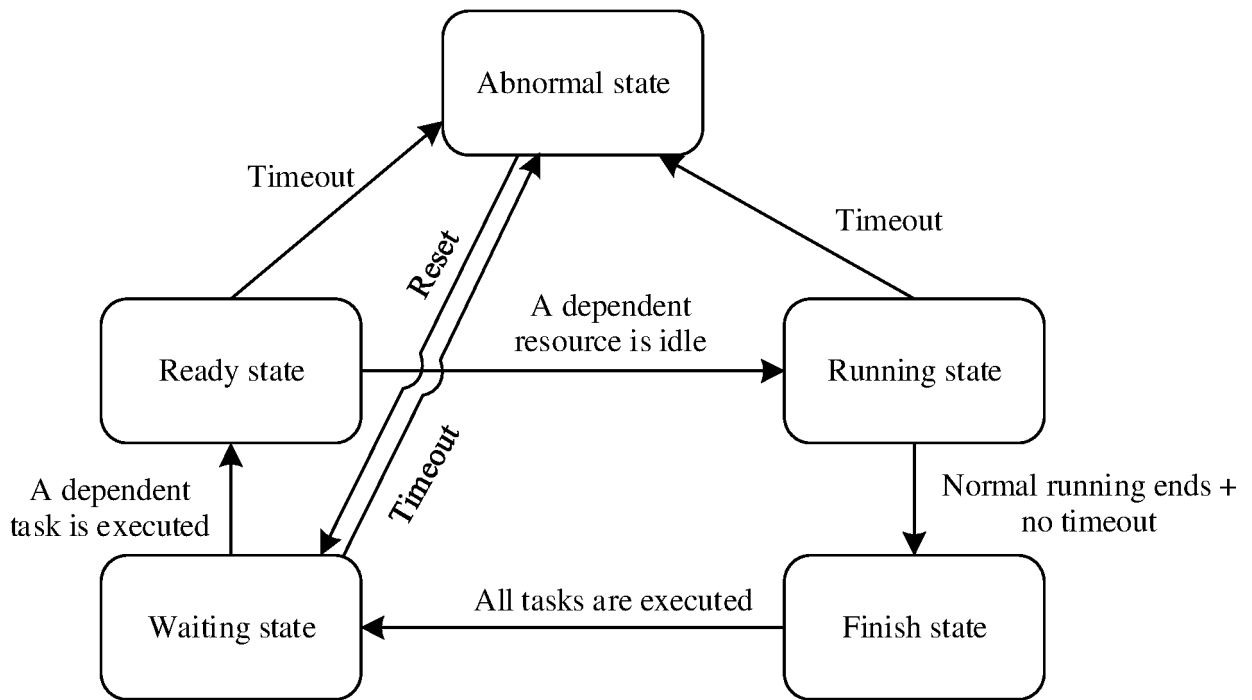 Abnormal state
Timeout
Reset
Timeout
A dependent
resource is idle
Ready state
Running state
Timeout
A dependent
task is executed
Normal running ends +
no timeout
All tasks are executed
Waiting state
Finish state